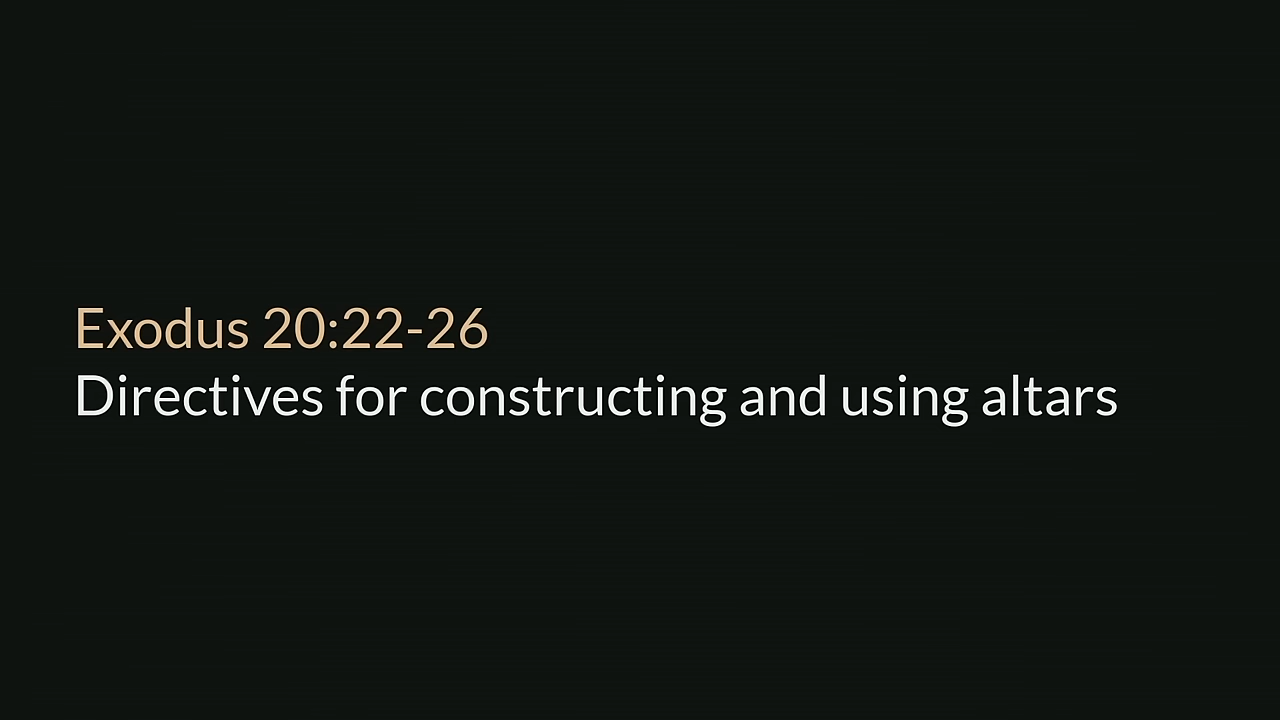 Exodus 20:22-26
Directives for constructing and using altars